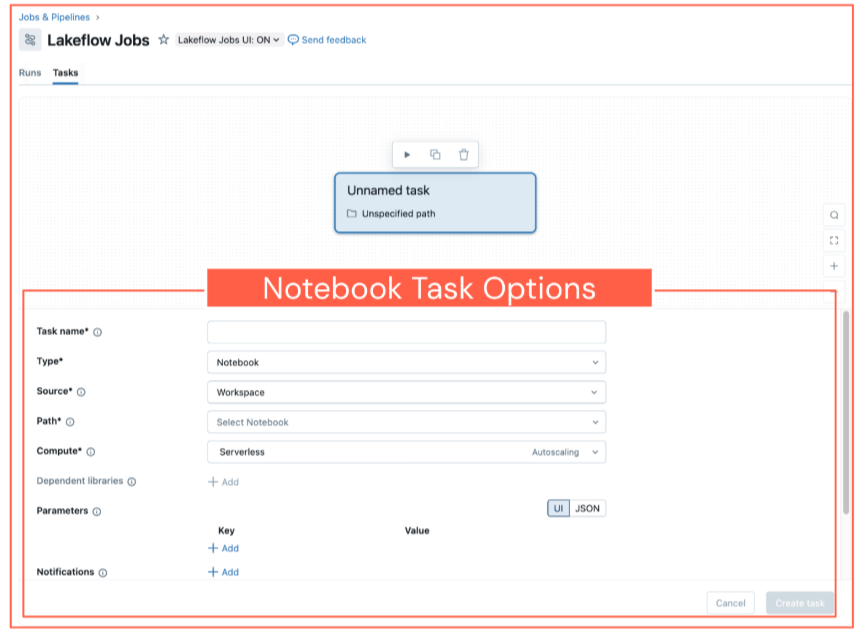 Jobs & Pipelines >
Lakeflow Jobs Lakeflow Jobs UI: ON Send feedback
Runs Tasks
Unnamed task
Unspecified path
Notebook Task Options
Task name*
Type* Notebook
Source* Workspace
Path* Select Notebook
Compute* Serverless Autoscaling
Dependent libraries + Add
Parameters UI JSON
Key Value
+ Add
Notifications + Add
Cancel Create task